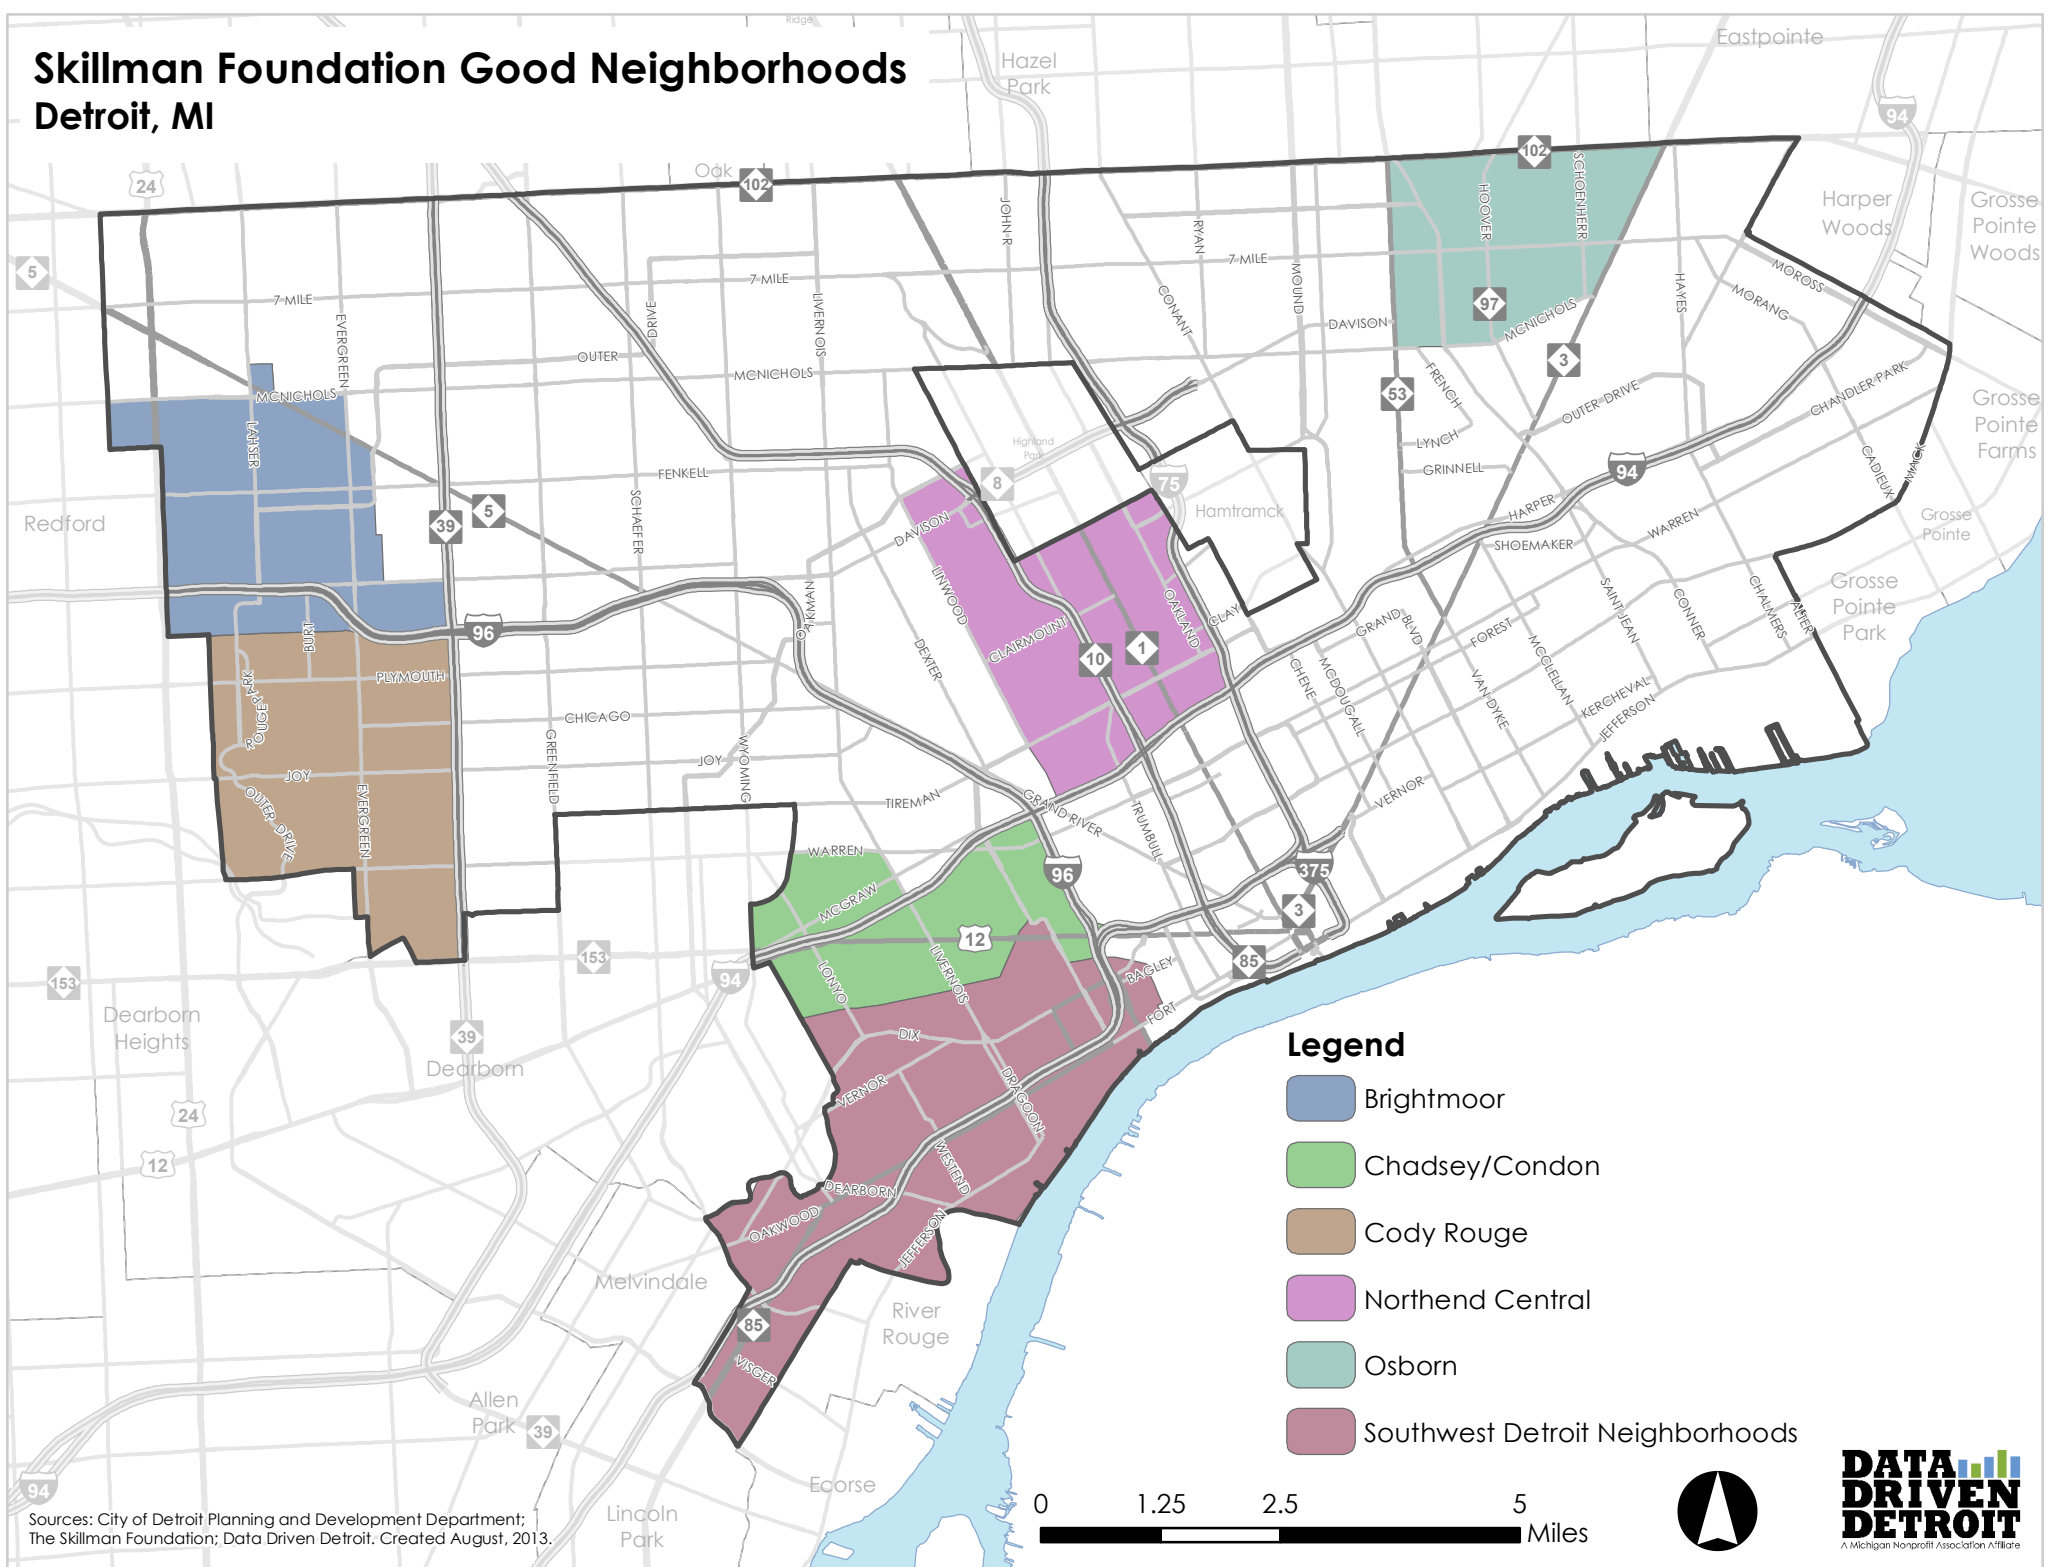 Skillman Foundation Good Neighborhoods
Detroit, MI
Ridge
Eastpointe
Hazel
Park
94
102
SCHOENHERR
24
Oak
102
HOOVER
Harper
Woods
Grosse
Pointe
Woods
JOHN R
RYAN
5
7 MILE
7 MILE
7 MILE
MOUND
HAYES
MOROSS
MORANG
EVERGREEN
DRIVE
LIVERNOIS
CONANT
97
DAVISON
MCNICHOLS
OUTER
3
MCNICHOLS
MCNICHOLS
53
FRENCH
OUTER DRIVE
CHANDLER PARK
Grosse
Pointe
Farms
LAHSER
Highland
Park
LYNCH
GRINNELL
94
CADIEUX
MACK
FENKELL
8
75
Redford
39
5
SCHAEFER
DAVISON
Hamtramck
HARPER
WARREN
SHOEMAKER
Grosse
Pointe
LINWOOD
OAKMAN
OAKLAND
CLAY
SAINT JEAN
CONNER
CHALMERS
ALTER
Grosse
Pointe
Park
BURT
96
CLAIRMOUNT
10
1
GRAND
BLVD
FOREST
MCCLELLAN
DEXTER
PLYMOUTH
ROUGE PARK
CHENE
MCDOUGALL
VAN DYKE
KERCHEVAL
JEFFERSON
CHICAGO
GREENFIELD
WYOMING
JOY
JOY
OUTER DRIVE
EVERGREEN
TIREMAN
GRAND RIVER
TRUMBULL
VERNOR
WARREN
96
375
MCGRAW
3
12
153
153
94
LONYO
LIVERNOIS
BAGLEY
85
FORT
Dearborn
Heights
39
Dearborn
DIX
24
VERNOR
DRAGOON
12
WESTEND
DEARBORN
OAKWOOD
JEFFERSON
Melvindale
85
River
Rouge
VISGER
Allen
Park
39
94
Ecorse
Lincoln
Park
Legend
Brightmoor
Chadsey/Condon
Cody Rouge
Northend Central
Osborn
Southwest Detroit Neighborhoods
0 1.25 2.5 5
Miles
Sources: City of Detroit Planning and Development Department;
The Skillman Foundation; Data Driven Detroit. Created August, 2013.
DATA
DRIVEN
DETROIT
A Michigan Nonprofit Association Affiliate